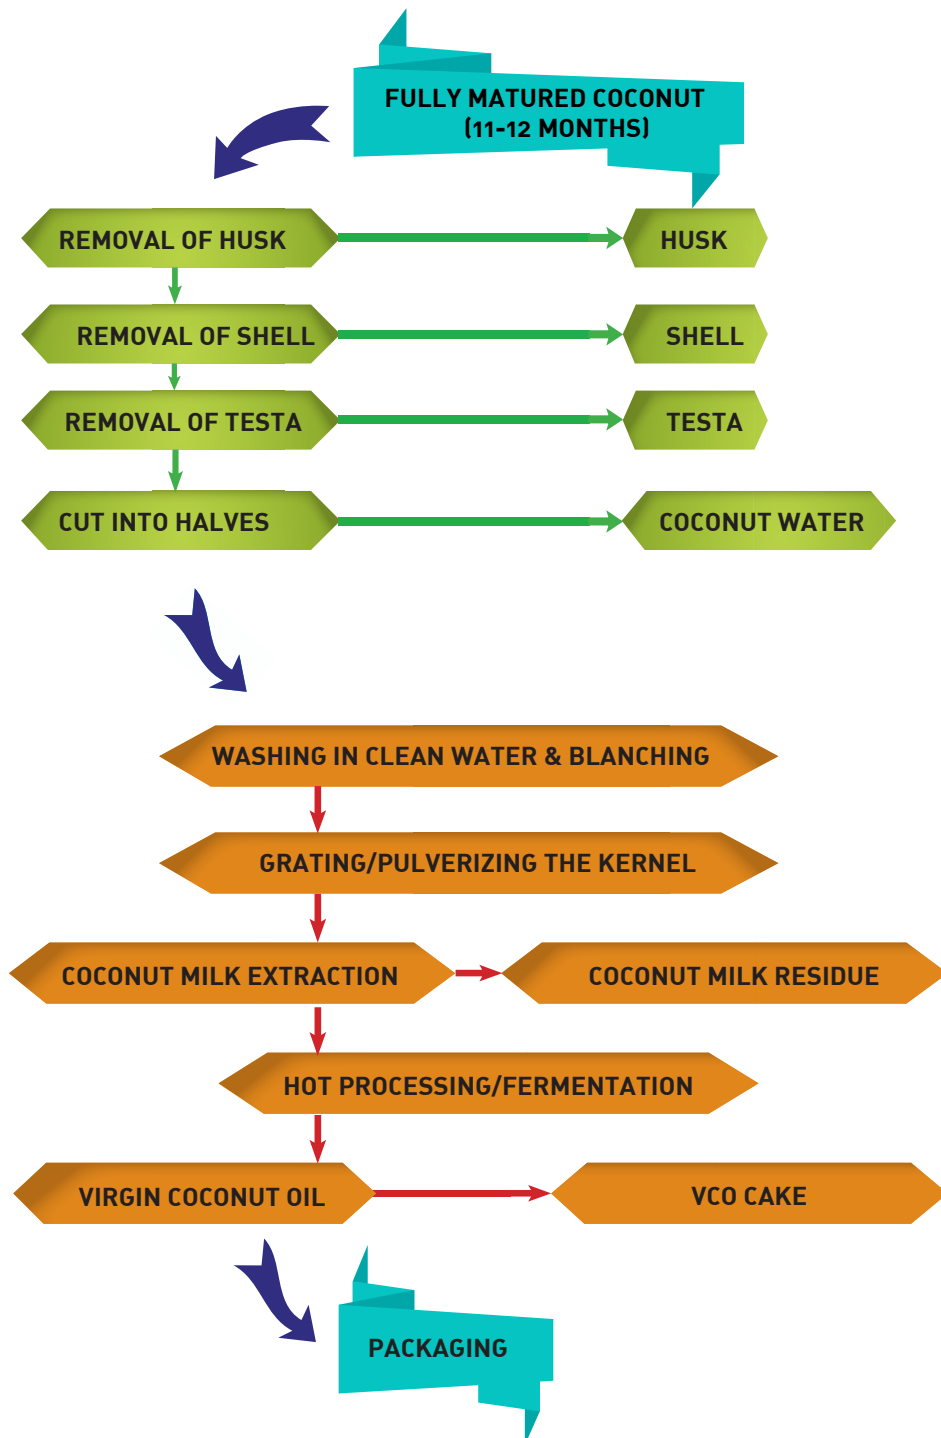 FULLY MATURED COCONUT
(11-12 MONTHS)
REMOVAL OF HUSK
HUSK
REMOVAL OF SHELL
SHELL
REMOVAL OF TESTA
TESTA
CUT INTO HALVES
COCONUT WATER
WASHING IN CLEAN WATER & BLANCHING
GRATING/PULVERIZING THE KERNEL
COCONUT MILK EXTRACTION
COCONUT MILK RESIDUE
HOT PROCESSING/FERMENTATION
VIRGIN COCONUT OIL
VCO CAKE
PACKAGING